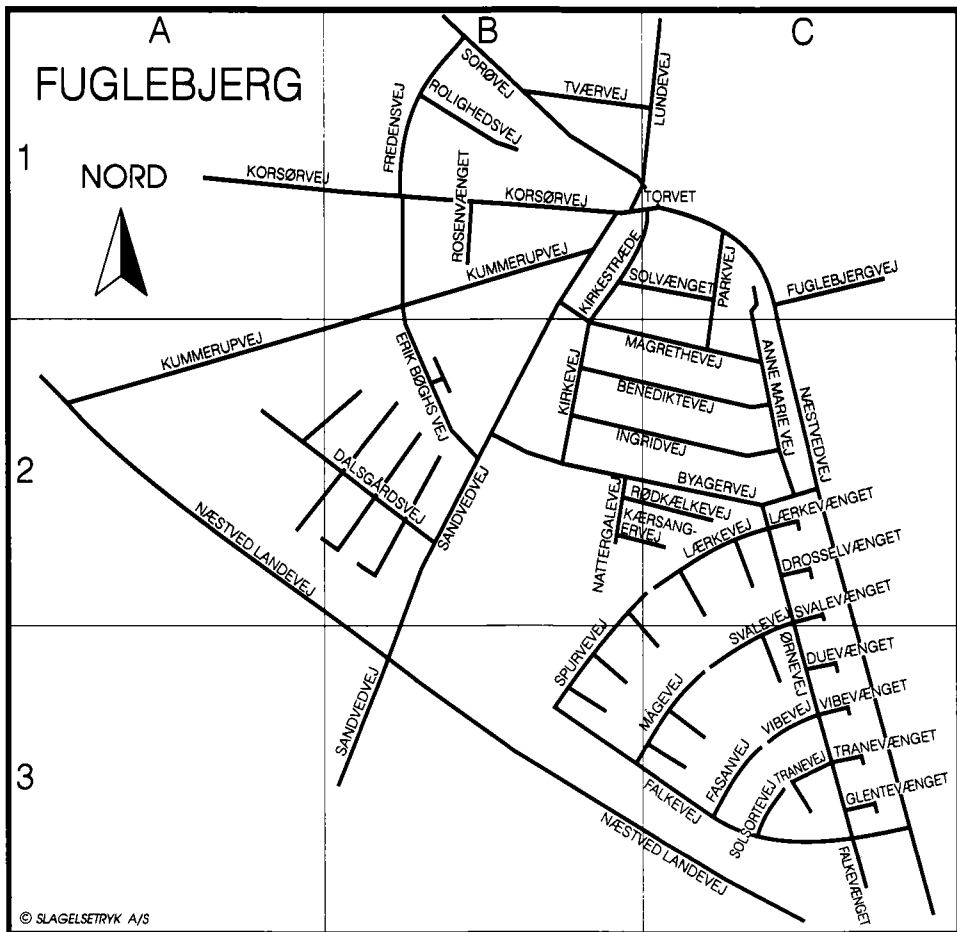 A
B
C
FUGLEBJERG
1
NORD
2
3
SORØVEJ
TVÆRVEJ
LUNDEVEJ
ROLIGHEDSVEJ
FREDENSVEJ
KORSØRVEJ
KORSØRVEJ
ROSENVÆNGET
TORVET
KUMMERUPVEJ
KIRKESTRÆDE
SOLVÆNGET
PARKVEJ
FUGLEBJERGVEJ
KUMMERUPVEJ
ERIK BØGHS VEJ
MAGRETHEVEJ
ANNE MARIE VEJ
NÆSTVEDVEJ
KIRKEVEJ
BENEDIKTEVEJ
INGRIDVEJ
DALSGÅRDSVEJ
SANDVEDVEJ
BYAGERVEJ
NATTERGALEVEJ
RØDKÆLKEVEJ
KÆRSANG-
ERVEJ
LÆRKEVEJ
LÆRKEVÆNGET
NÆSTVED LANDEVEJ
DROSSELVÆNGET
SVALEVEJ
SVALEVÆNGET
SPURVEVEJ
ØRNEVEJ
DUEVÆNGET
MÅGEVEJ
VIBEVEJ
VIBEVÆNGET
SANDVEDVEJ
FASANVEJ
TRANEVEJ
TRANEVÆNGET
FALKEVEJ
SOLSORTEVEJ
GLENTEVÆNGET
NÆSTVED LANDEVEJ
FALKEVÆNGET
© SLAGELSETRYK A/S